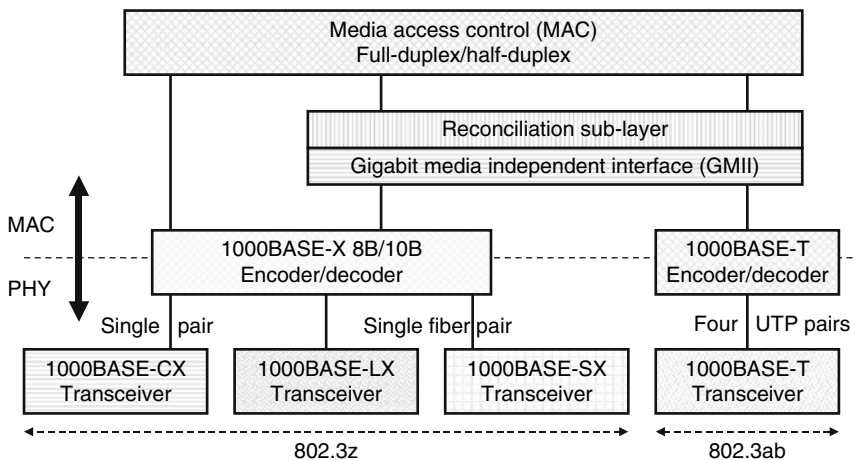 Media access control (MAC)
Full-duplex/half-duplex
Reconciliation sub-layer
Gigabit media independent interface (GMII)
MAC
PHY
1000BASE-X 8B/10B
Encoder/decoder
1000BASE-T
Encoder/decoder
Single pair
Single fiber pair
Four UTP pairs
1000BASE-CX
Transceiver
1000BASE-LX
Transceiver
1000BASE-SX
Transceiver
1000BASE-T
Transceiver
802.3z
802.3ab